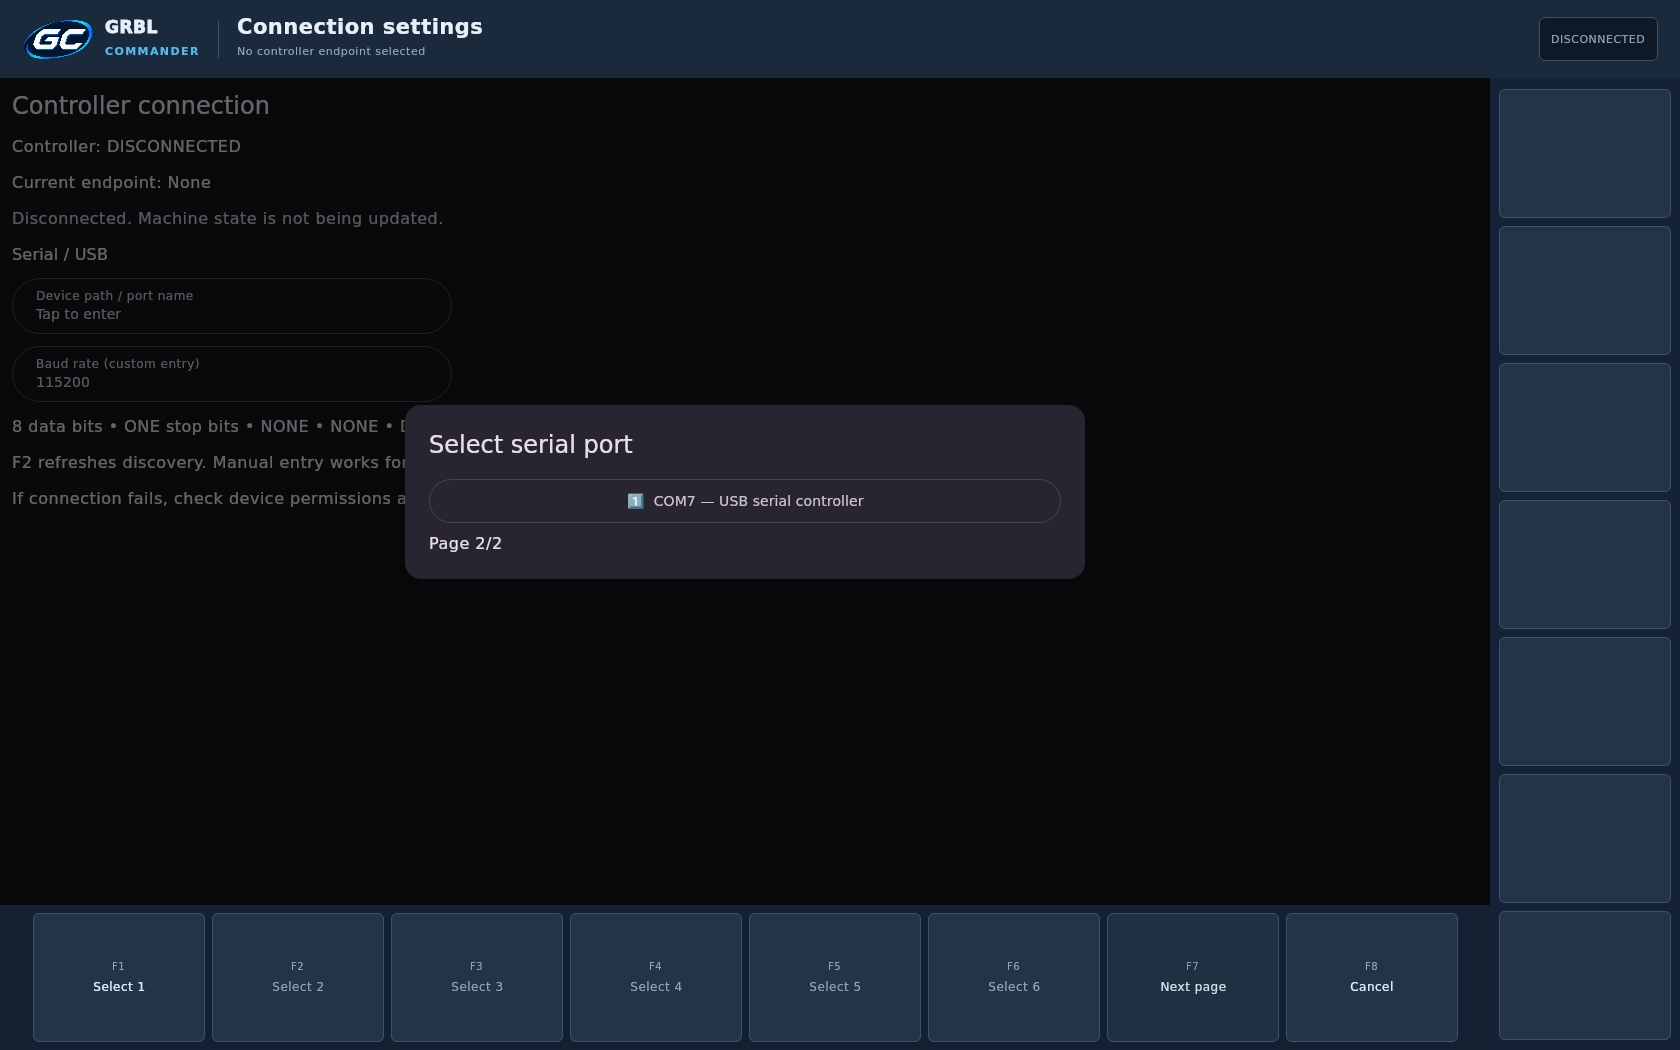 GC
GRBL
COMMANDER
Connection settings
No controller endpoint selected
DISCONNECTED
Controller connection
Controller: DISCONNECTED
Current endpoint: None
Disconnected. Machine state is not being updated.
Serial / USB
Device path / port name
Tap to enter
Baud rate (custom entry)
115200
8 data bits • ONE stop bits • NONE • NONE •
F2 refreshes discovery. Manual entry works for
If connection fails, check device permissions
Select serial port
1️⃣ COM7 — USB serial controller
Page 2/2
F1
Select 1
F2
Select 2
F3
Select 3
F4
Select 4
F5
Select 5
F6
Select 6
F7
Next page
F8
Cancel